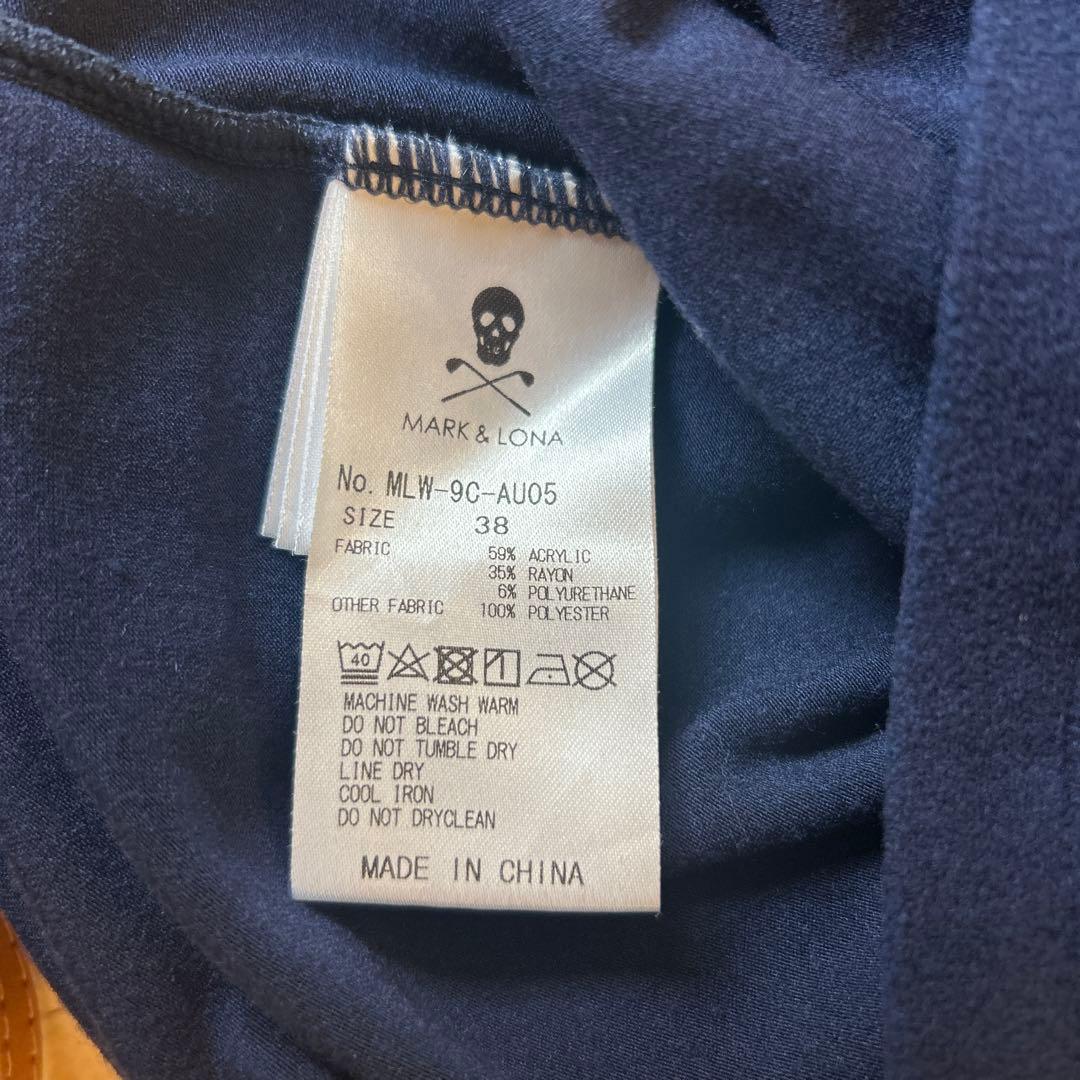 MARK & LONA
No. MLW-9C-AU05
SIZE 38
FABRIC 59% ACRYLIC
35% RAYON
6% POLYURETHANE
OTHER FABRIC 100% POLYESTER
40
MACHINE WASH WARM
DO NOT BLEACH
DO NOT TUMBLE DRY
LINE DRY
COOL IRON
DO NOT DRYCLEAN
MADE IN CHINA